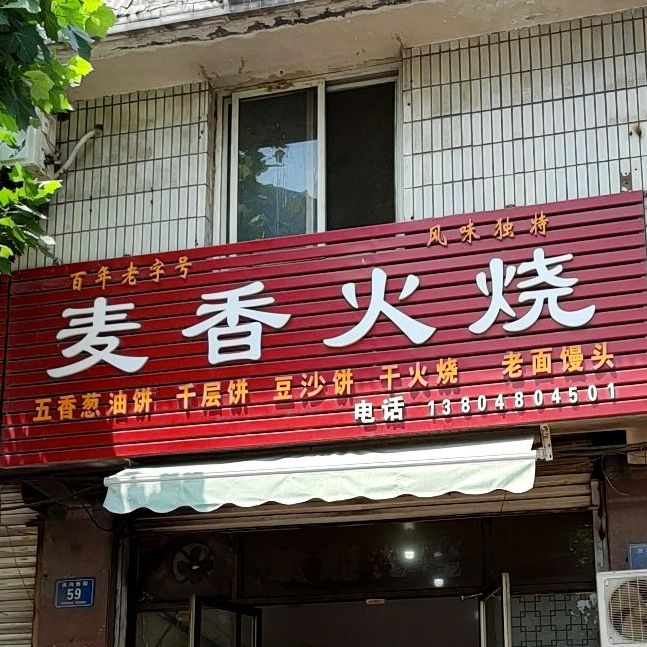 百年老字号
风味独特
麦香火烧
五香葱油饼 千层饼 豆沙饼 干火烧 老面馒头
电话 13804804501
59